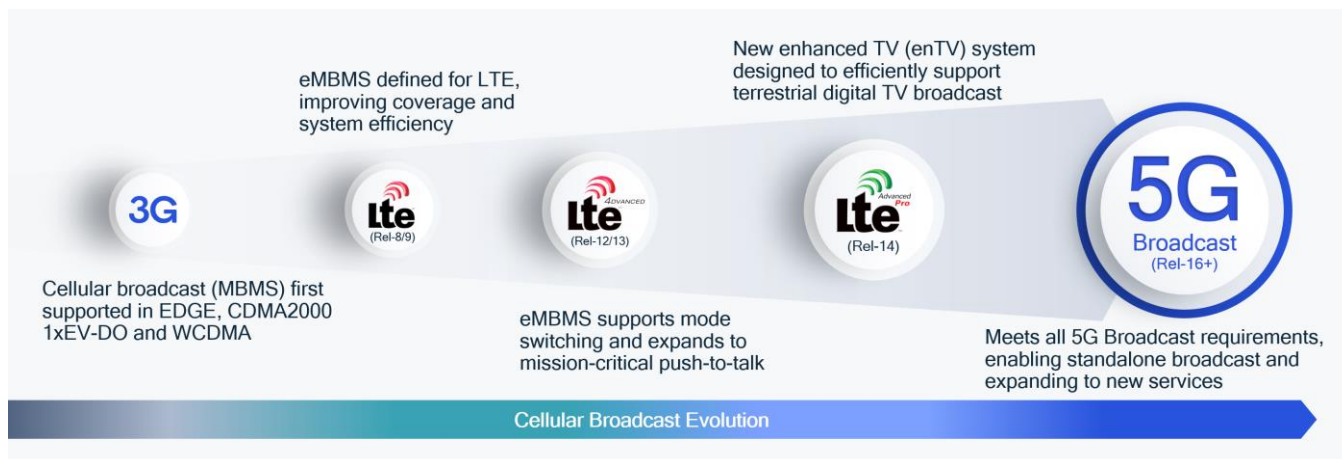 eMBMS defined for LTE,
improving coverage and
system efficiency
New enhanced TV (enTV) system
designed to efficiently support
terrestrial digital TV broadcast
3G
Lte
(Rel-8/9)
4DVANCED
Lte
(Rel-12/13)
Advanced
Pro
Lte
(Rel-14)
5G
Broadcast
(Rel-16+)
Cellular broadcast (MBMS) first
supported in EDGE, CDMA2000
1xEV-DO and WCDMA
eMBMS supports mode
switching and expands to
mission-critical push-to-talk
Meets all 5G Broadcast requirements,
enabling standalone broadcast and
expanding to new services
Cellular Broadcast Evolution